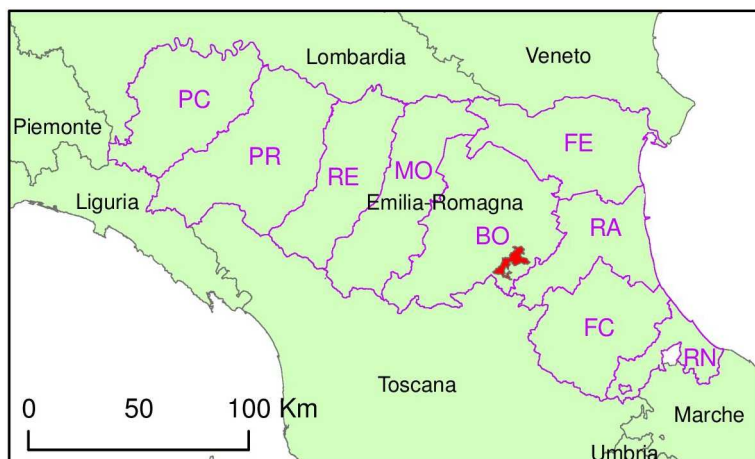 Lombardia
Veneto
Piemonte
PC
PR
RE
MO
FE
Liguria
Emilia-Romagna
BO
RA
FC
RN
Toscana
Marche
Umbria
0 50 100 Km